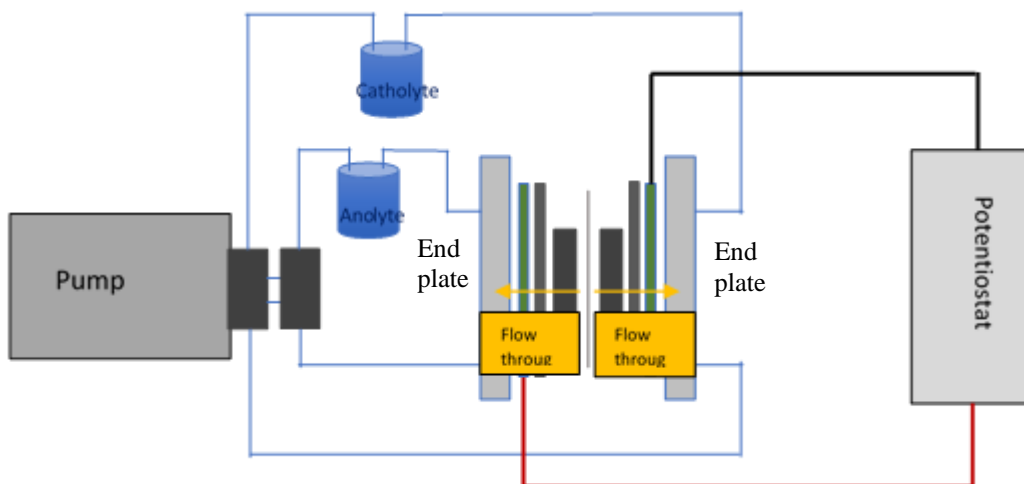 Catholyte
Anolyte
Pump
End
plate
Flow
throug
Flow
throug
End
plate
Potentiostat